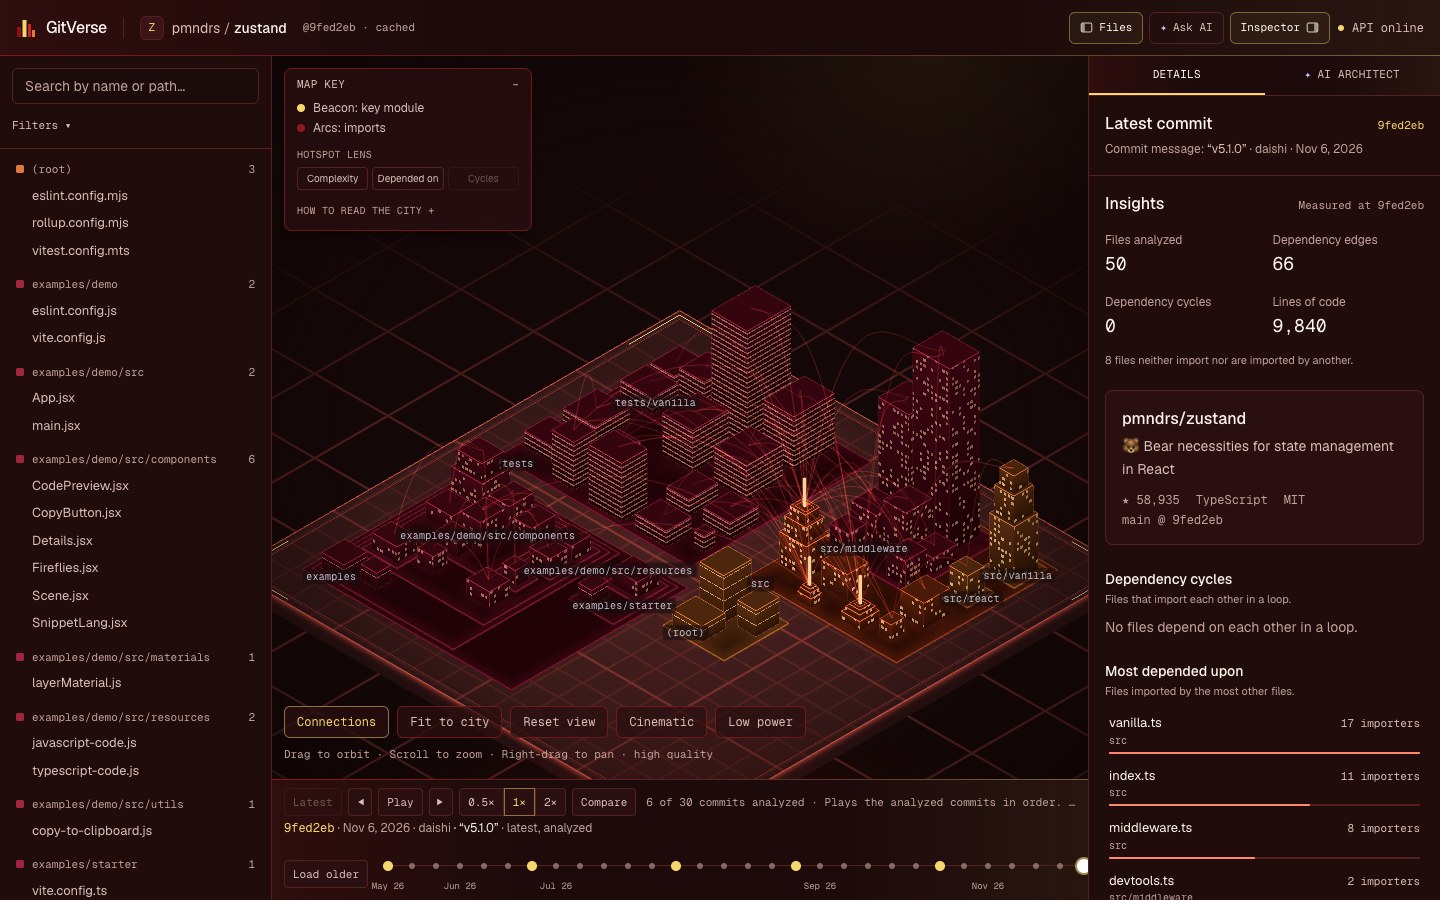 GitVerse
Z pmndrs / zustand @9fed2eb · cached
Files
✦ Ask AI
Inspector
API online
Search by name or path…
Filters ▾
(root) 3
eslint.config.mjs
rollup.config.mjs
vitest.config.mts
examples/demo 2
eslint.config.js
vite.config.js
examples/demo/src 2
App.jsx
main.jsx
examples/demo/src/components 6
CodePreview.jsx
CopyButton.jsx
Details.jsx
Fireflies.jsx
Scene.jsx
SnippetLang.jsx
examples/demo/src/materials 1
layerMaterial.js
examples/demo/src/resources 2
javascript-code.js
typescript-code.js
examples/demo/src/utils 1
copy-to-clipboard.js
examples/starter 1
vite.config.ts
MAP KEY −
Beacon: key module
Arcs: imports
HOTSPOT LENS
Complexity Depended on Cycles
HOW TO READ THE CITY +
tests/vanilla
tests
examples/demo/src/components
src/middleware
examples
examples/demo/src/resources
src
src/vanilla
examples/starter
src/react
(root)
Connections Fit to city Reset view Cinematic Low power
Drag to orbit · Scroll to zoom · Right-drag to pan · high quality
Latest ◄ Play ► 0.5× 1× 2× Compare 6 of 30 commits analyzed · Plays the analyzed commits in order. …
9fed2eb · Nov 6, 2026 · daishi · “v5.1.0” · latest, analyzed
Load older
May 26 Jun 26 Jul 26 Sep 26 Nov 26
DETAILS
✦ AI ARCHITECT
Latest commit 9fed2eb
Commit message: “v5.1.0” · daishi · Nov 6, 2026
Insights Measured at 9fed2eb
Files analyzed Dependency edges
50 66
Dependency cycles Lines of code
0 9,840
8 files neither import nor are imported by another.
pmndrs/zustand
🐻 Bear necessities for state management
in React
★ 58,935 TypeScript MIT
main @ 9fed2eb
Dependency cycles
Files that import each other in a loop.
No files depend on each other in a loop.
Most depended upon
Files imported by the most other files.
vanilla.ts 17 importers
src
index.ts 11 importers
src
middleware.ts 8 importers
src
devtools.ts 2 importers
src/middleware